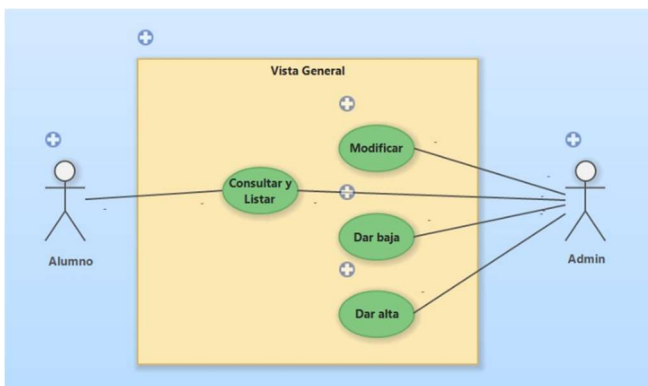 Vista General
Modificar
Consultar y
Listar
Dar baja
Alumno
Admin
Dar alta